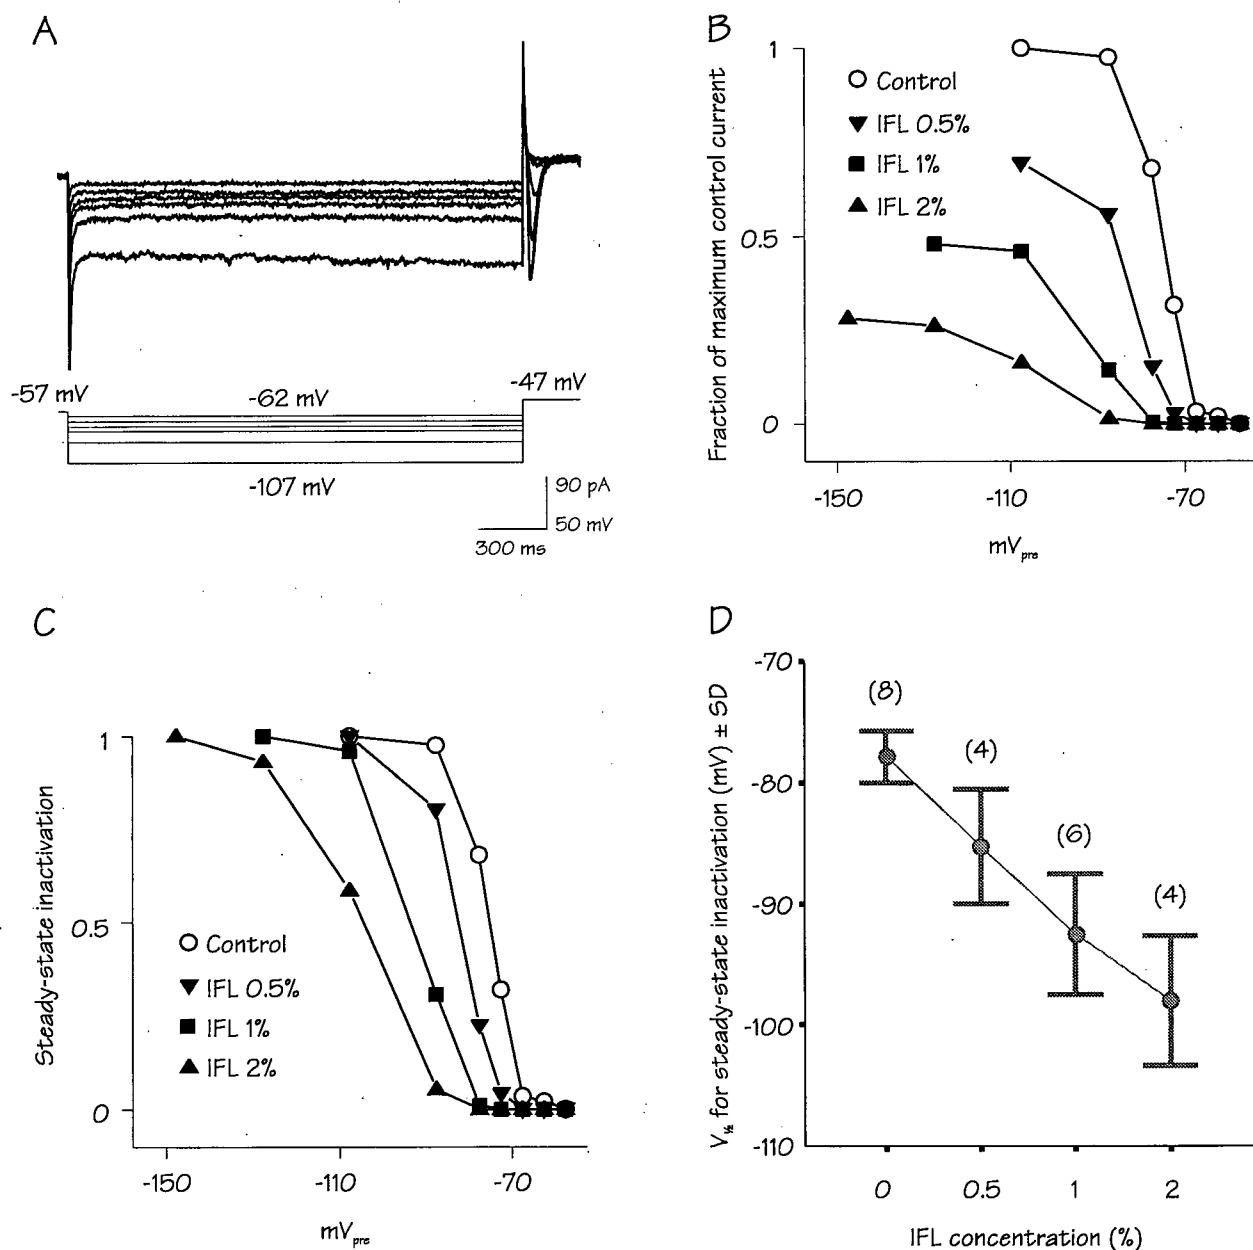 A
-57 mV
-62 mV
-47 mV
-107 mV
90 pA
50 mV
300 ms
B
Fraction of maximum control current
1
0.5
0
Control
IFL 0.5%
IFL 1%
IFL 2%
-150
-110
-70
mVpre
C
Steady-state inactivation
1
0.5
0
Control
IFL 0.5%
IFL 1%
IFL 2%
-150
-110
-70
mVpre
D
V½ for steady-state inactivation (mV) ± SD
-70
-80
-90
-100
-110
(8)
(4)
(6)
(4)
0
0.5
1
2
IFL concentration (%)